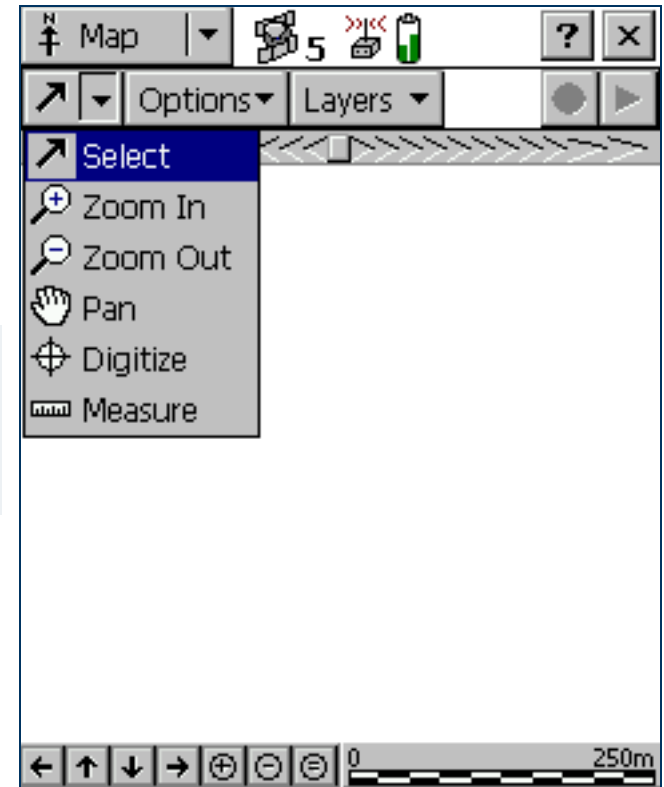 N Map 5 ? ×
Options Layers
Select
Zoom In
Zoom Out
Pan
Digitize
Measure
0 250m